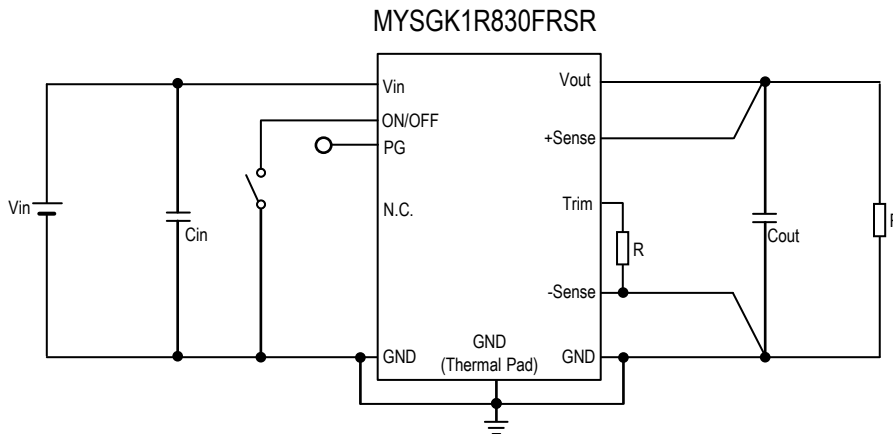 MYSGK1R830FRSR
Vin
Vout
ON/OFF
+Sense
PG
Vin
Cin
N.C.
Trim
R
Cout
-Sense
GND
GND
(Thermal Pad)
GND